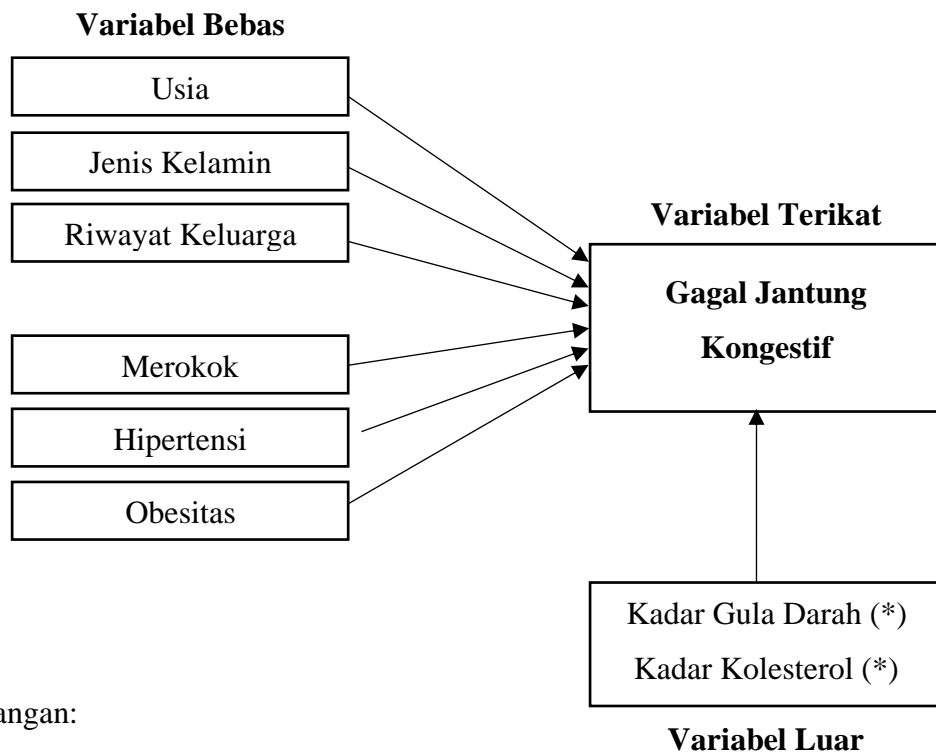 Variabel Bebas
Usia
Jenis Kelamin
Riwayat Keluarga
Merokok
Hipertensi
Obesitas
Variabel Terikat
Gagal Jantung
Kongestif
Kadar Gula Darah (*)
Kadar Kolesterol (*)
Variabel Luar
angan: